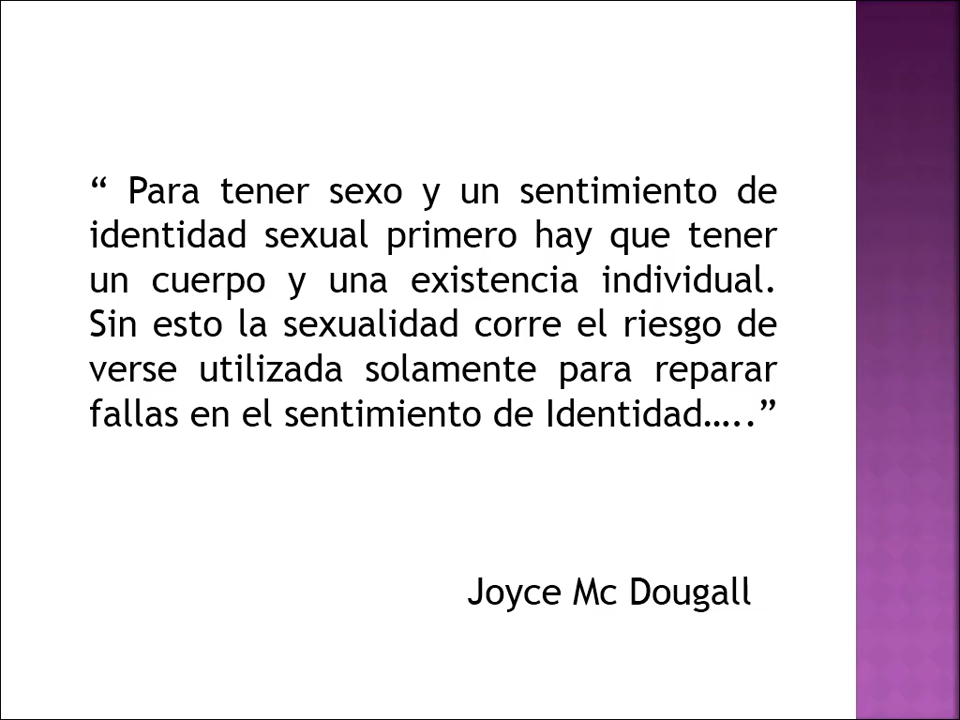 “ Para tener sexo y un sentimiento de
identidad sexual primero hay que tener
un cuerpo y una existencia individual.
Sin esto la sexualidad corre el riesgo de
verse utilizada solamente para reparar
fallas en el sentimiento de Identidad…..”
Joyce Mc Dougall